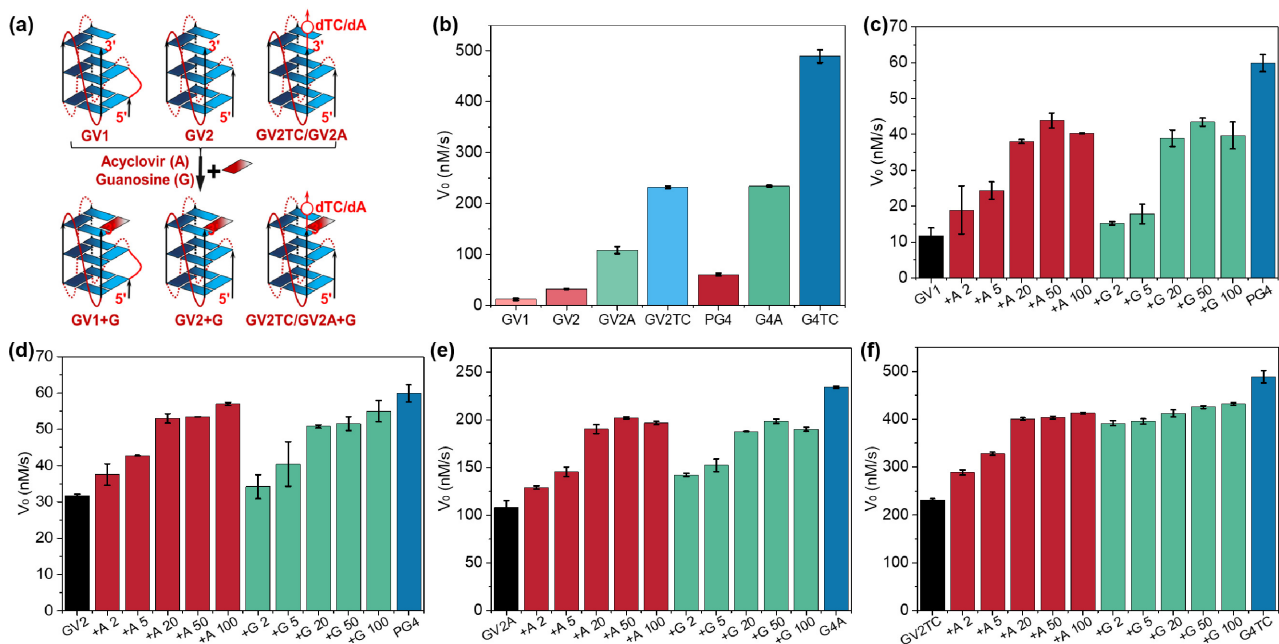 (a)
dTC/dA
3'
3'
3'
5'
5'
5'
GV1
GV2
GV2TC/GV2A
Acyclovir (A)
Guanosine (G)
+
dTC/dA
5'
5'
5'
GV1+G
GV2+G
GV2TC/GV2A+G
(b)
V₀ (nM/s)
500
400
300
200
100
0
GV1 GV2 GV2A GV2TC PG4 G4A G4TC
(c)
V₀ (nM/s)
70
60
50
40
30
20
10
0
GV1 +A 2 +A 5 +A 20 +A 50 +A 100 +G 2 +G 5 +G 20 +G 50 +G 100 PG4
(d)
V₀ (nM/s)
70
60
50
40
30
20
10
0
GV2 +A 2 +A 5 +A 20 +A 50 +A 100 +G 2 +G 5 +G 20 +G 50 +G 100 PG4
(e)
V₀ (nM/s)
250
200
150
100
50
0
GV2A +A 2 +A 5 +A 20 +A 50 +A 100 +G 2 +G 5 +G 20 +G 50 +G 100 G4A
(f)
V₀ (nM/s)
500
400
300
200
100
0
GV2TC +A 2 +A 5 +A 20 +A 50 +A 100 +G 2 +G 5 +G 20 +G 50 +G 100 G4TC